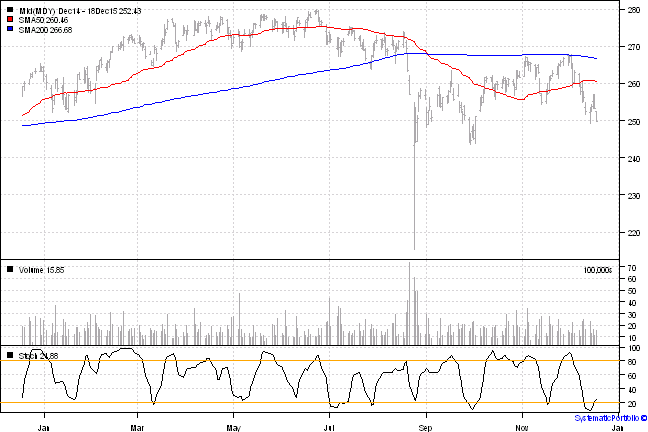 Mid(MDY) Dec14 - 18Dec15 252.43
SMA50 260.46
SMA200 266.68
280
270
260
250
240
230
220
Volume 15.85
100,000s
70
60
50
40
30
20
10
Stoch 24.88
100
80
60
40
20
SystematicPortfolio ©
Jan Mar May Jul Sep Nov Jan